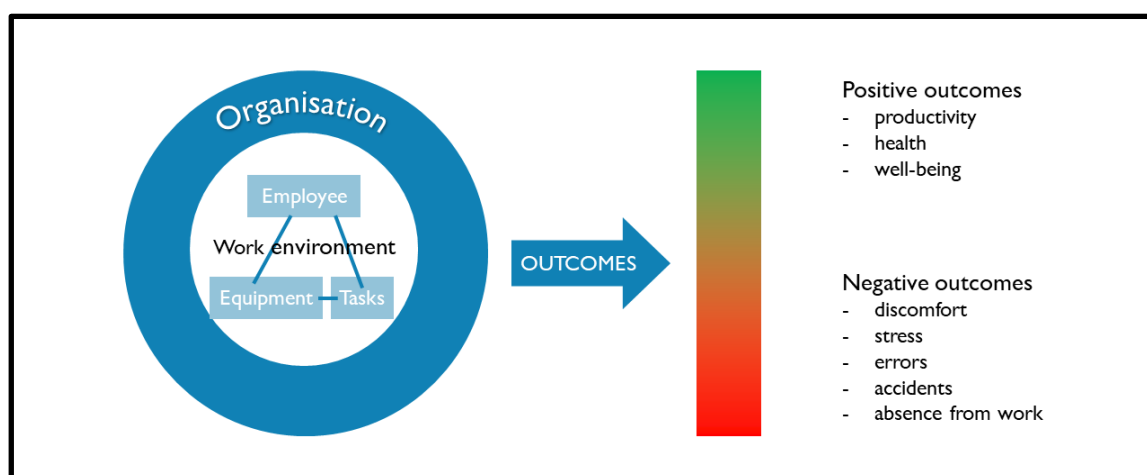 Organisation
Employee
Work environment
Equipment
Tasks
OUTCOMES
Positive outcomes
- productivity
- health
- well-being
Negative outcomes
- discomfort
- stress
- errors
- accidents
- absence from work